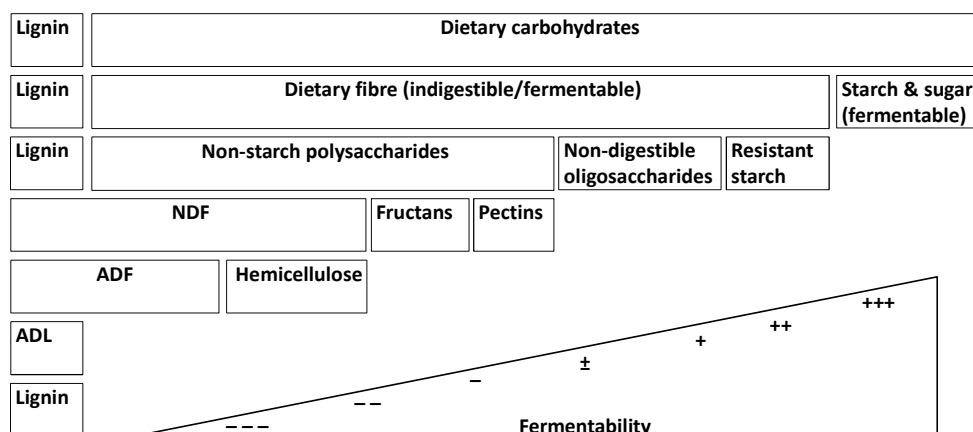 Lignin Dietary carbohydrates
Lignin Dietary fibre (indigestible/fermentable) Starch & sugar
(fermentable)
Lignin Non-starch polysaccharides Non-digestible Resistant
oligosaccharides starch
NDF Fructans Pectins
ADF Hemicellulose
+++
ADL ++
+
±
Lignin –
– –
– – – Fermentability